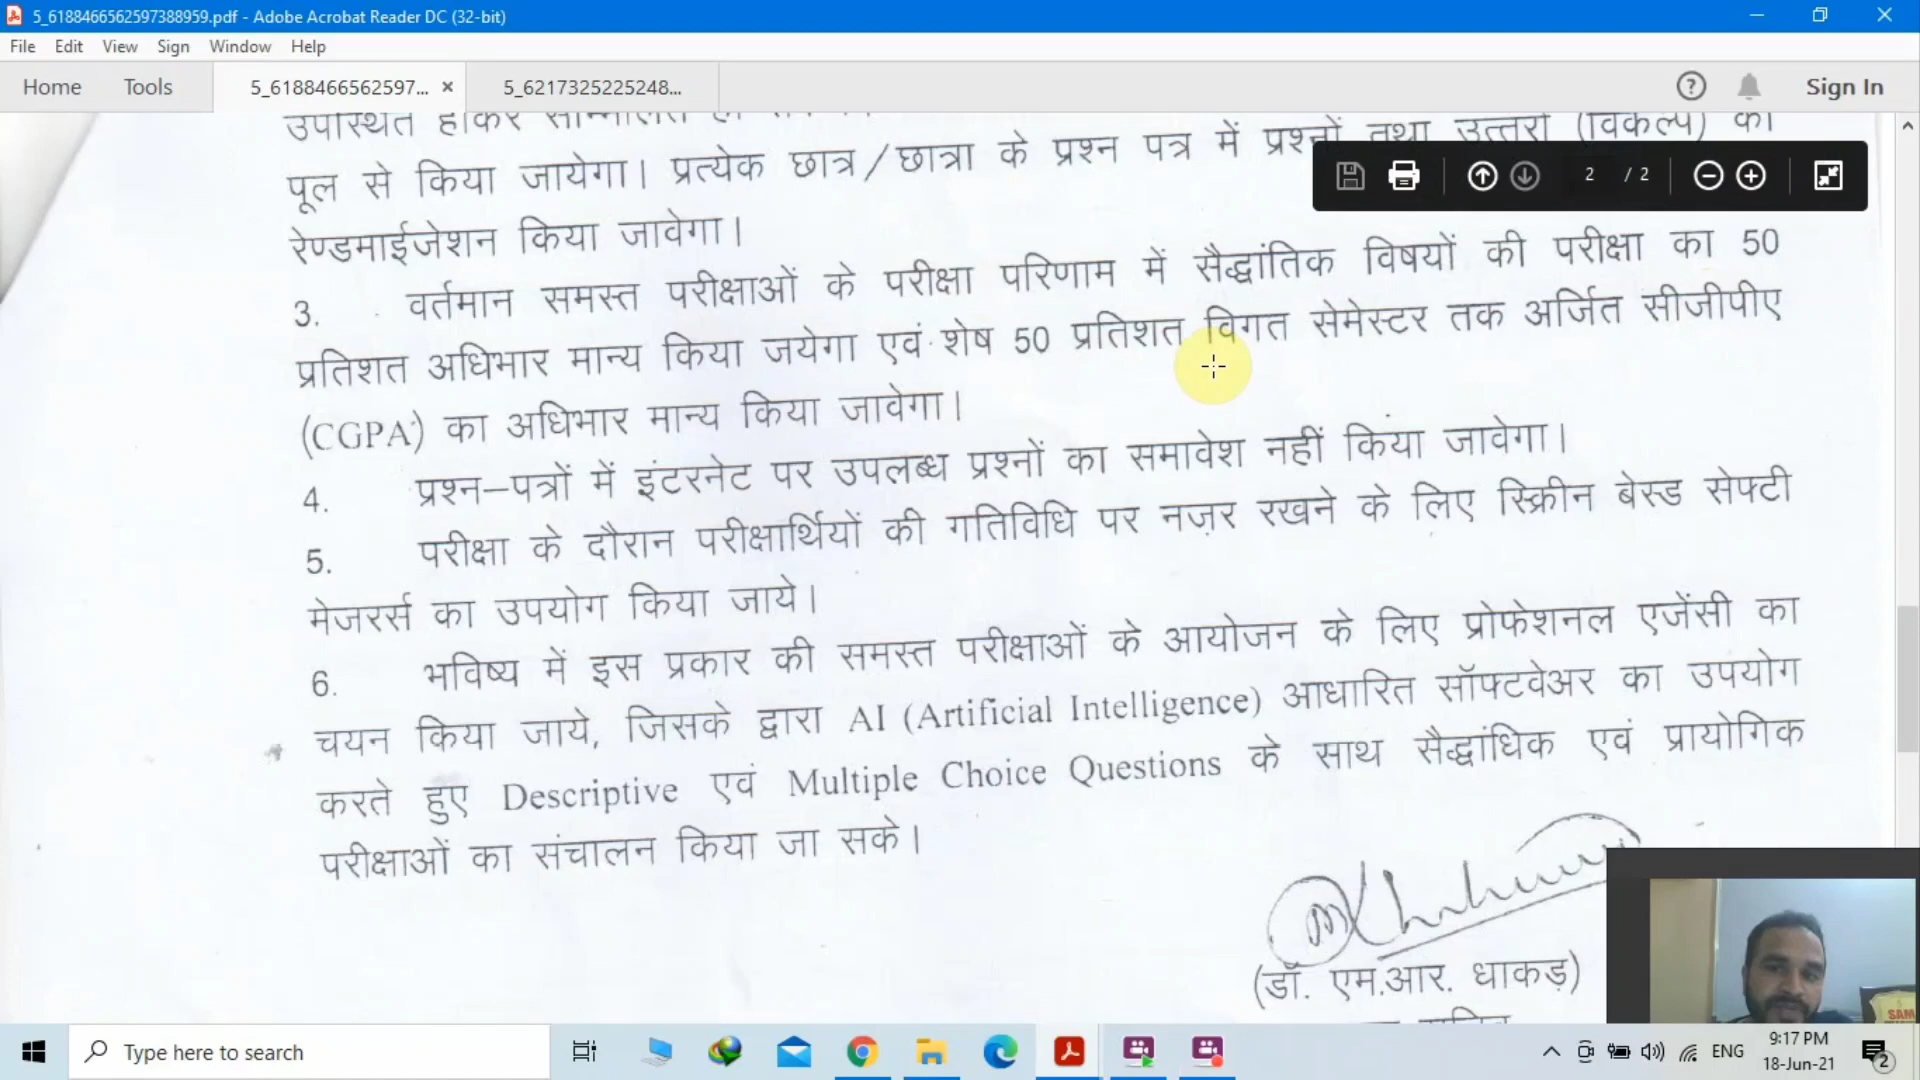 5_6188466562597388959.pdf - Adobe Acrobat Reader DC (32-bit)
File Edit View Sign Window Help
Home Tools 5_6188466562597... × 5_6217325225248... Sign In
उपस्थित होकर
पूल से किया जायेगा। प्रत्येक छात्र/छात्रा के प्रश्न पत्र में प्रश्नों तथा उत्तरों (विकल्प) का
2 / 2
रेण्डमाईजेशन किया जावेगा।
3. वर्तमान समस्त परीक्षाओं के परीक्षा परिणाम में सैद्धांतिक विषयों की परीक्षा का 50
प्रतिशत अधिभार मान्य किया जयेगा एवं शेष 50 प्रतिशत विगत सेमेस्टर तक अर्जित सीजीपीए
(CGPA) का अधिभार मान्य किया जावेगा।
4. प्रश्न–पत्रों में इंटरनेट पर उपलब्ध प्रश्नों का समावेश नहीं किया जावेगा।
5. परीक्षा के दौरान परीक्षार्थियों की गतिविधि पर नज़र रखने के लिए स्क्रीन बेस्ड सेफ्टी
मेजरर्स का उपयोग किया जाये।
6. भविष्य में इस प्रकार की समस्त परीक्षाओं के आयोजन के लिए प्रोफेशनल एजेंसी का
चयन किया जाये, जिसके द्वारा AI (Artificial Intelligence) आधारित सॉफ्टवेअर का उपयोग
करते हुए Descriptive एवं Multiple Choice Questions के साथ सैद्धांधिक एवं प्रायोगिक
परीक्षाओं का संचालन किया जा सके।
(डॉ. एम.आर. धाकड़)
SAM
Type here to search
ENG
9:17 PM
18-Jun-21
2